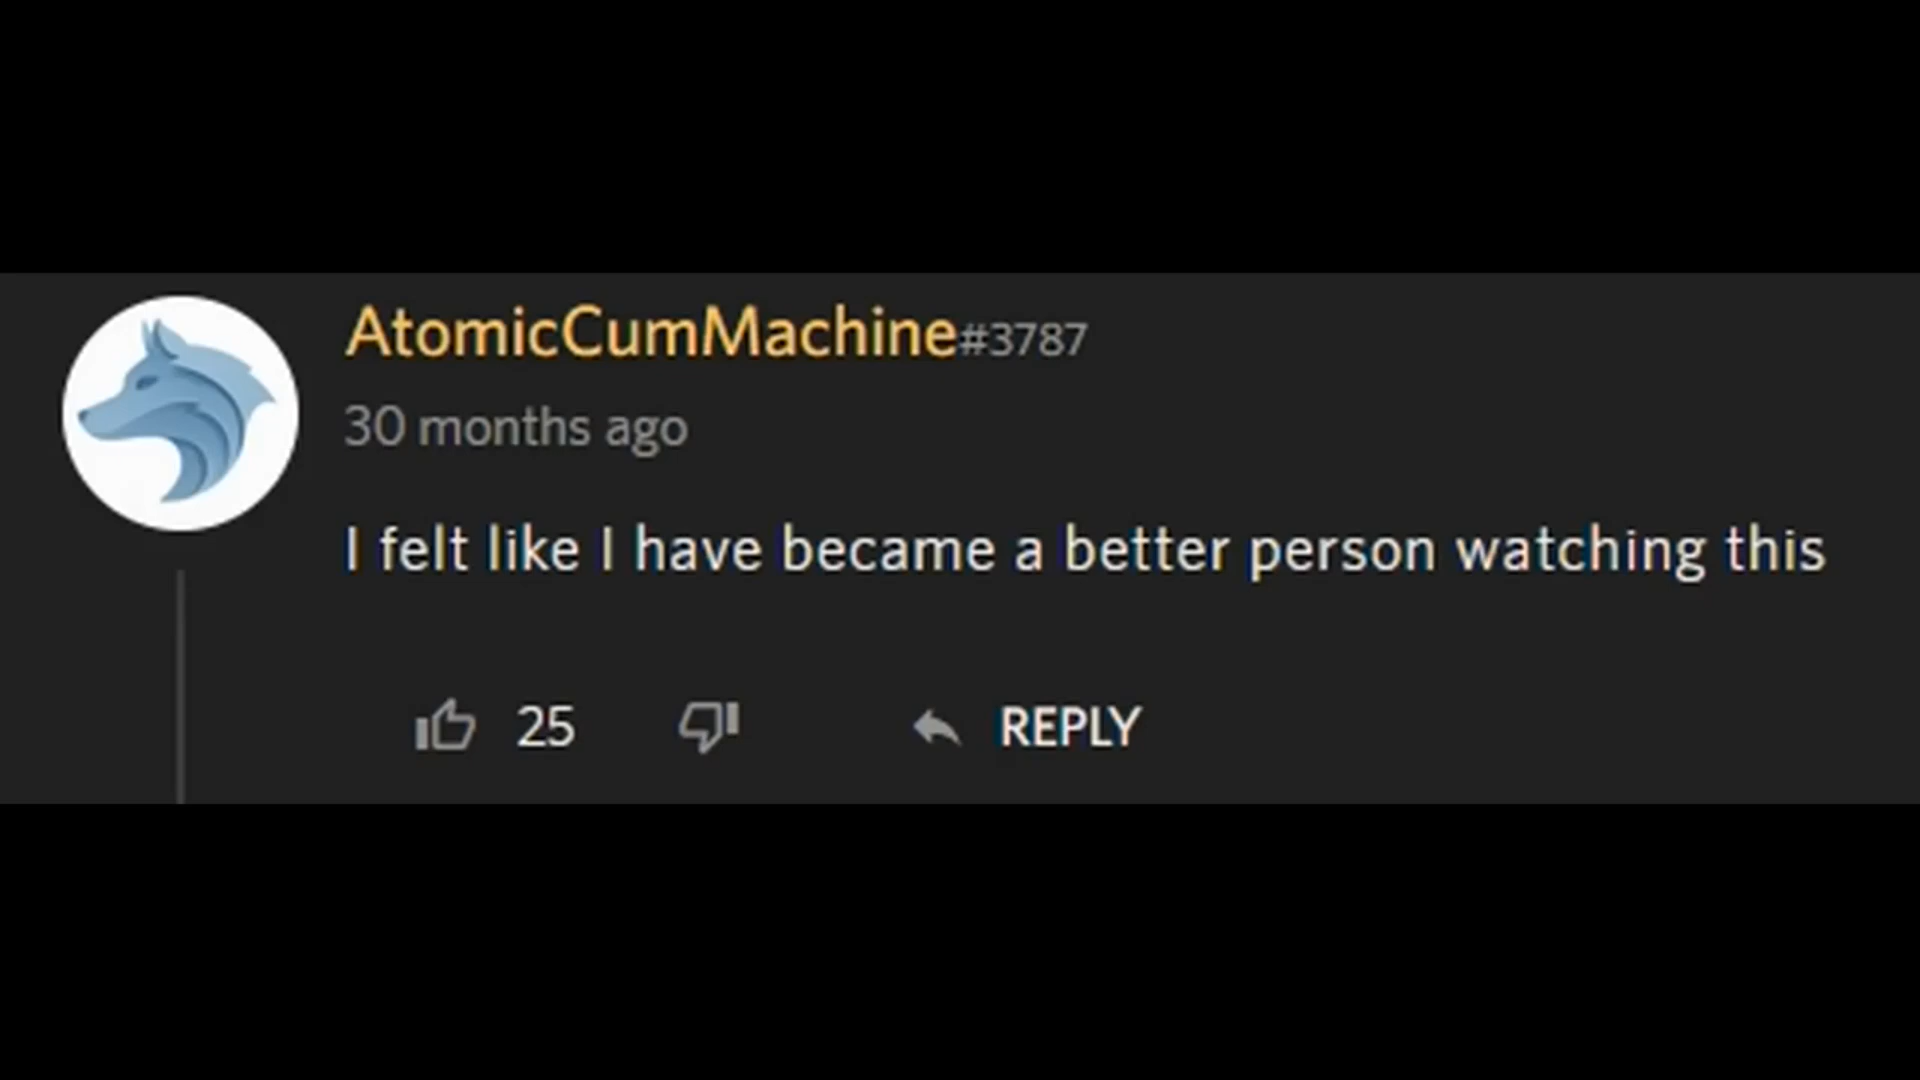 AtomicCumMachine#3787
30 months ago
I felt like I have became a better person watching this
25 REPLY